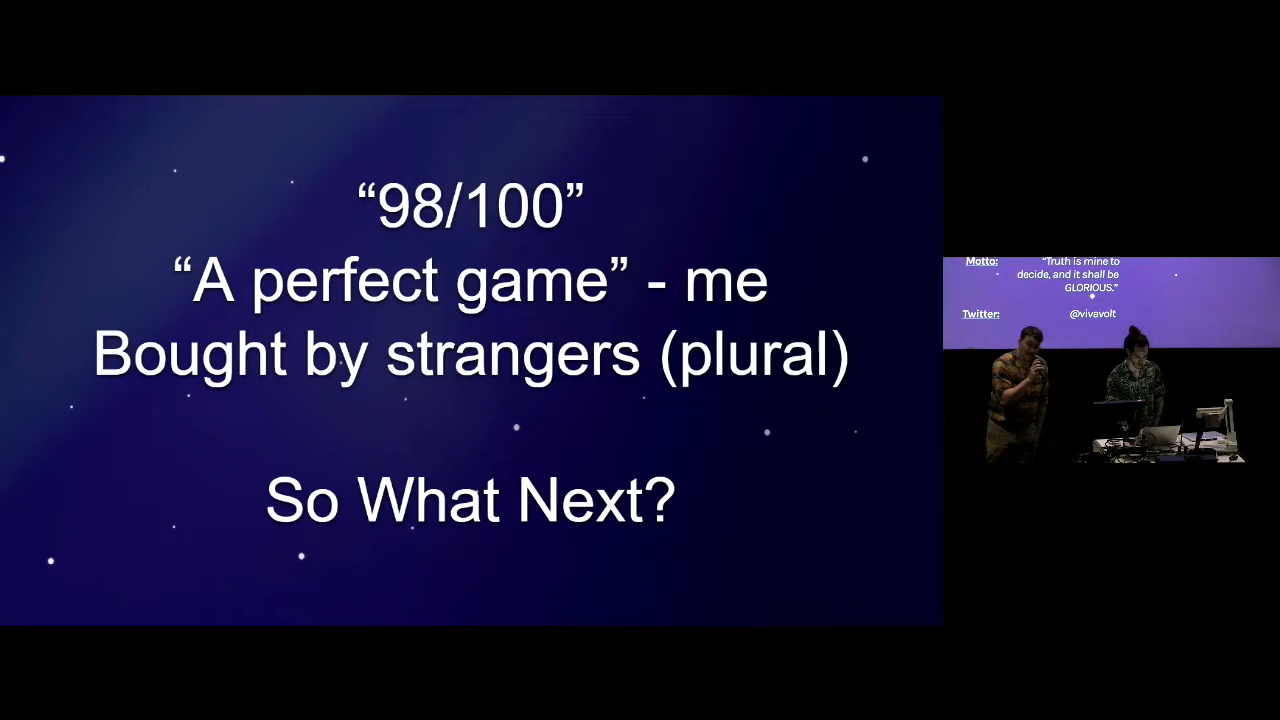 “98/100”
“A perfect game” - me
Bought by strangers (plural)
So What Next?
Motto: “Truth is mine to
decide, and it shall be
GLORIOUS.”
Twitter: @vivavolt